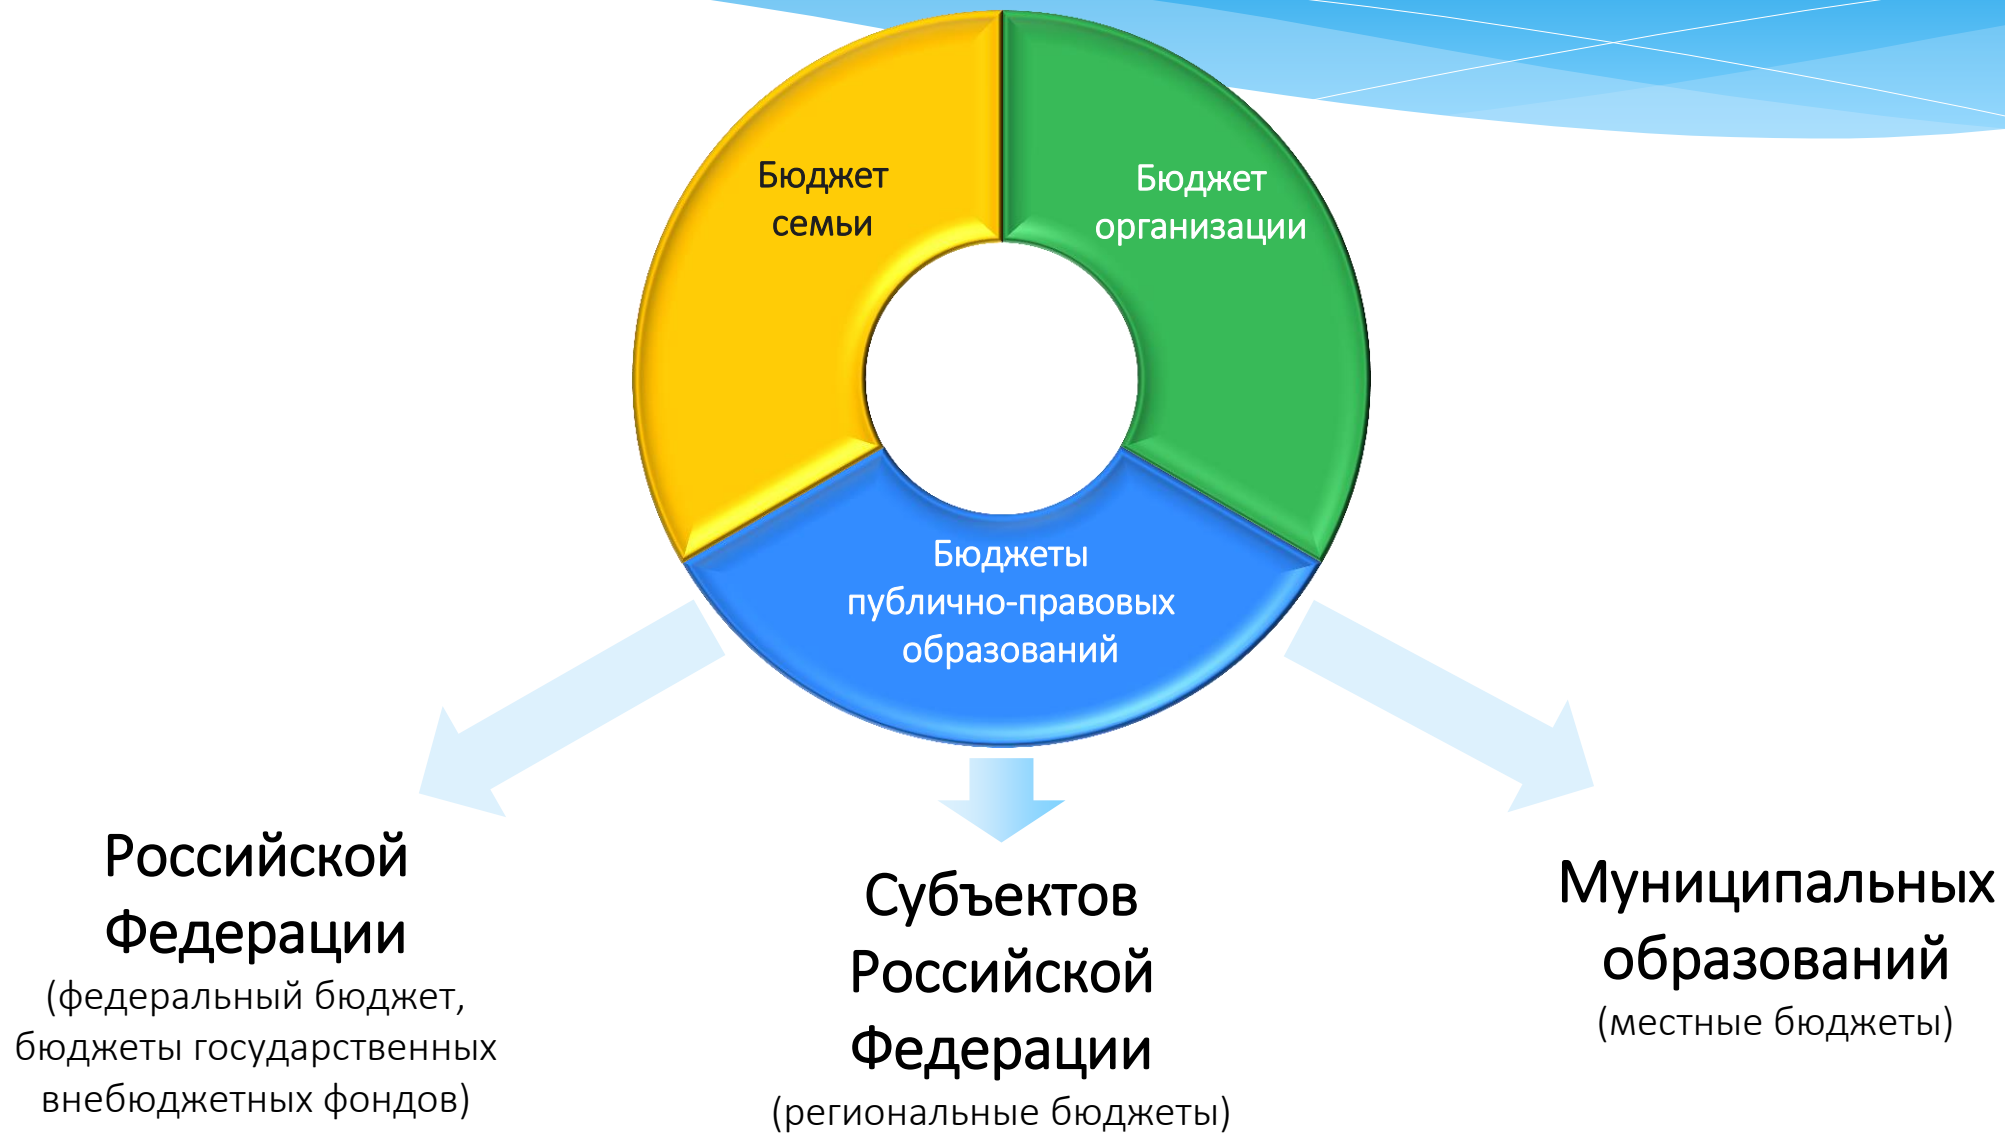 Бюджет
семьи
Бюджет
организации
Бюджеты
публично-правовых
образований
Российской
Федерации
(федеральный бюджет,
бюджеты государственных
внебюджетных фондов)
Субъектов
Российской
Федерации
(региональные бюджеты)
Муниципальных
образований
(местные бюджеты)